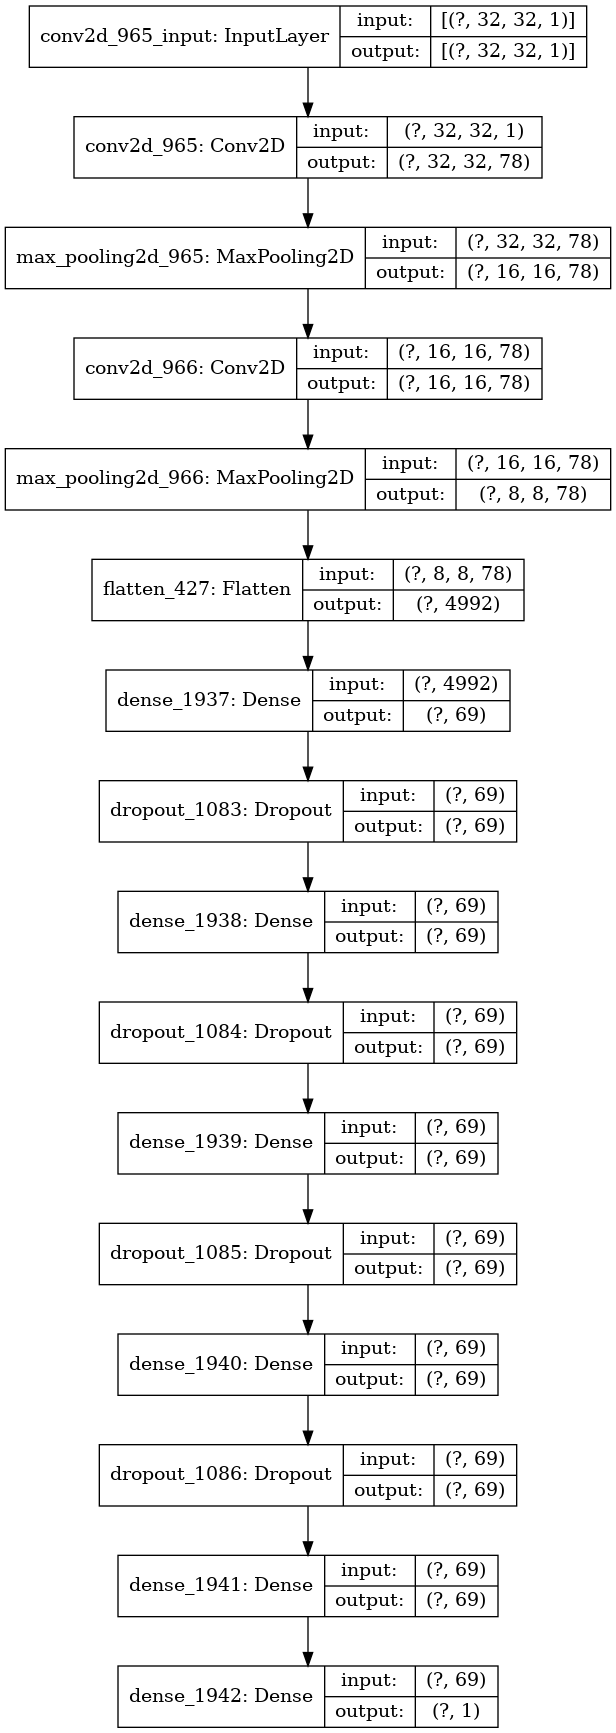 conv2d_965_input: InputLayer input: [(?, 32, 32, 1)]
output: [(?, 32, 32, 1)]
conv2d_965: Conv2D input: (?, 32, 32, 1)
output: (?, 32, 32, 78)
max_pooling2d_965: MaxPooling2D input: (?, 32, 32, 78)
output: (?, 16, 16, 78)
conv2d_966: Conv2D input: (?, 16, 16, 78)
output: (?, 16, 16, 78)
max_pooling2d_966: MaxPooling2D input: (?, 16, 16, 78)
output: (?, 8, 8, 78)
flatten_427: Flatten input: (?, 8, 8, 78)
output: (?, 4992)
dense_1937: Dense input: (?, 4992)
output: (?, 69)
dropout_1083: Dropout input: (?, 69)
output: (?, 69)
dense_1938: Dense input: (?, 69)
output: (?, 69)
dropout_1084: Dropout input: (?, 69)
output: (?, 69)
dense_1939: Dense input: (?, 69)
output: (?, 69)
dropout_1085: Dropout input: (?, 69)
output: (?, 69)
dense_1940: Dense input: (?, 69)
output: (?, 69)
dropout_1086: Dropout input: (?, 69)
output: (?, 69)
dense_1941: Dense input: (?, 69)
output: (?, 69)
dense_1942: Dense input: (?, 69)
output: (?, 1)